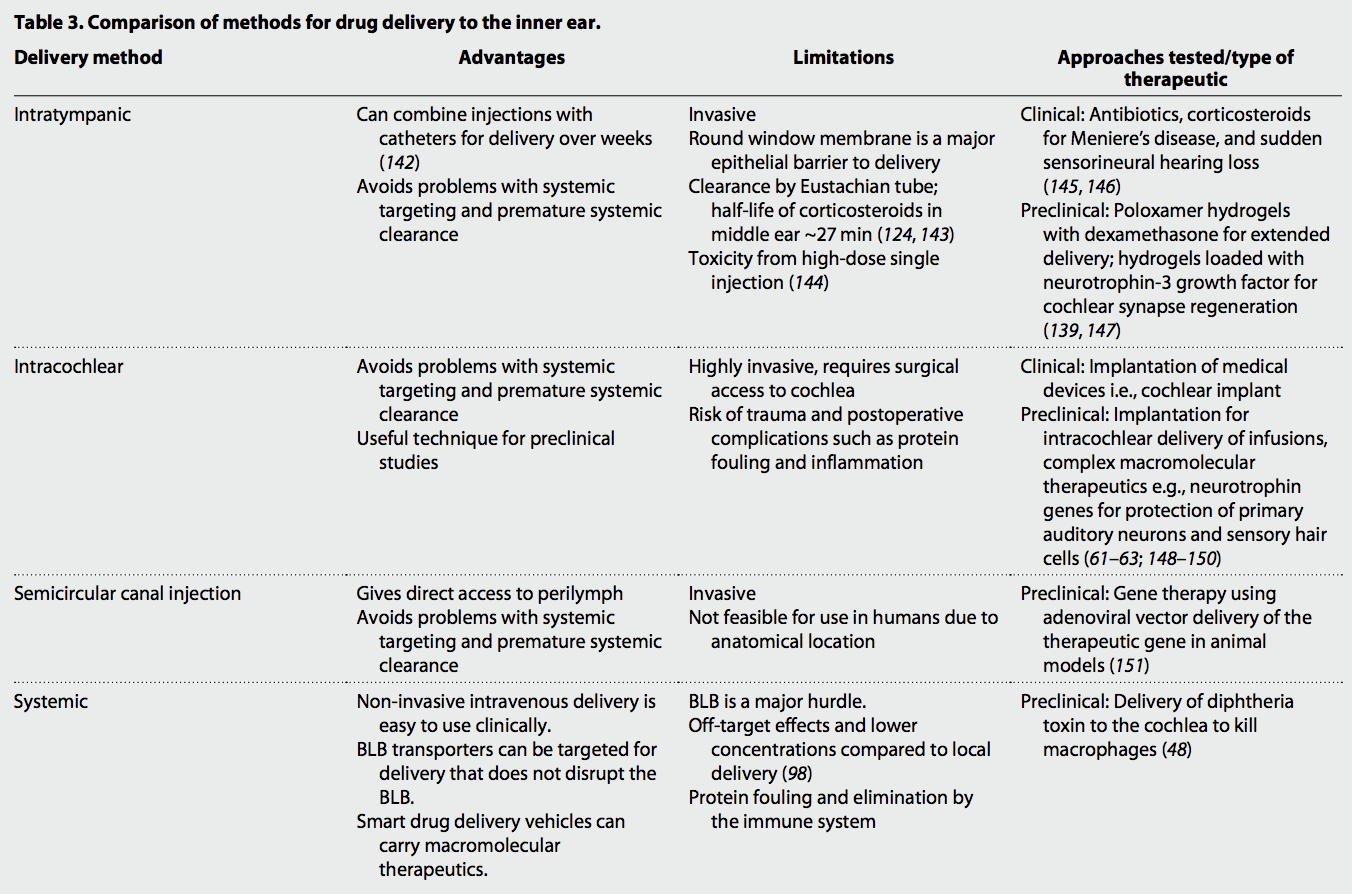 Table 3. Comparison of methods for drug delivery to the inner ear.
Delivery method
Advantages
Limitations
Approaches tested/type of
therapeutic
Intratympanic
Can combine injections with
catheters for delivery over weeks
(142)
Avoids problems with systemic
targeting and premature systemic
clearance
Invasive
Round window membrane is a major
epithelial barrier to delivery
Clearance by Eustachian tube;
half-life of corticosteroids in
middle ear ~27 min (124, 143)
Toxicity from high-dose single
injection (144)
Clinical: Antibiotics, corticosteroids
for Meniere’s disease, and sudden
sensorineural hearing loss
(145, 146)
Preclinical: Poloxamer hydrogels
with dexamethasone for extended
delivery; hydrogels loaded with
neurotrophin-3 growth factor for
cochlear synapse regeneration
(139, 147)
Intracochlear
Avoids problems with systemic
targeting and premature systemic
clearance
Useful technique for preclinical
studies
Highly invasive, requires surgical
access to cochlea
Risk of trauma and postoperative
complications such as protein
fouling and inflammation
Clinical: Implantation of medical
devices i.e., cochlear implant
Preclinical: Implantation for
intracochlear delivery of infusions,
complex macromolecular
therapeutics e.g., neurotrophin
genes for protection of primary
auditory neurons and sensory hair
cells (61–63; 148–150)
Semicircular canal injection
Gives direct access to perilymph
Avoids problems with systemic
targeting and premature systemic
clearance
Invasive
Not feasible for use in humans due to
anatomical location
Preclinical: Gene therapy using
adenoviral vector delivery of the
therapeutic gene in animal
models (151)
Systemic
Non-invasive intravenous delivery is
easy to use clinically.
BLB transporters can be targeted for
delivery that does not disrupt the
BLB.
Smart drug delivery vehicles can
carry macromolecular
therapeutics.
BLB is a major hurdle.
Off-target effects and lower
concentrations compared to local
delivery (98)
Protein fouling and elimination by
the immune system
Preclinical: Delivery of diphtheria
toxin to the cochlea to kill
macrophages (48)